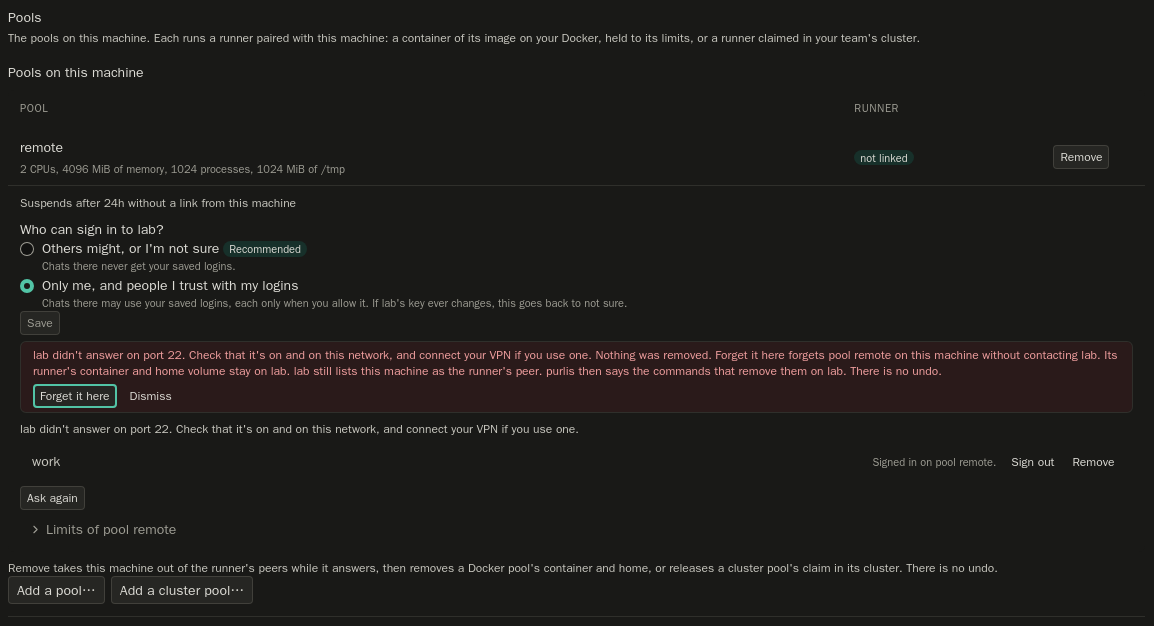 Pools
The pools on this machine. Each runs a runner paired with this machine: a container of its image on your Docker, held to its limits, or a runner claimed in your team's cluster.
Pools on this machine
POOL RUNNER
remote
2 CPUs, 4096 MiB of memory, 1024 processes, 1024 MiB of /tmp
not linked
Remove
Suspends after 24h without a link from this machine
Who can sign in to lab?
Others might, or I'm not sure Recommended
Chats there never get your saved logins.
Only me, and people I trust with my logins
Chats there may use your saved logins, each only when you allow it. If lab's key ever changes, this goes back to not sure.
Save
lab didn't answer on port 22. Check that it's on and on this network, and connect your VPN if you use one. Nothing was removed. Forget it here forgets pool remote on this machine without contacting lab. Its
runner's container and home volume stay on lab. lab still lists this machine as the runner's peer. purlis then says the commands that remove them on lab. There is no undo.
Forget it here Dismiss
lab didn't answer on port 22. Check that it's on and on this network, and connect your VPN if you use one.
work Signed in on pool remote. Sign out Remove
Ask again
Limits of pool remote
Remove takes this machine out of the runner's peers while it answers, then removes a Docker pool's container and home, or releases a cluster pool's claim in its cluster. There is no undo.
Add a pool··· Add a cluster pool···